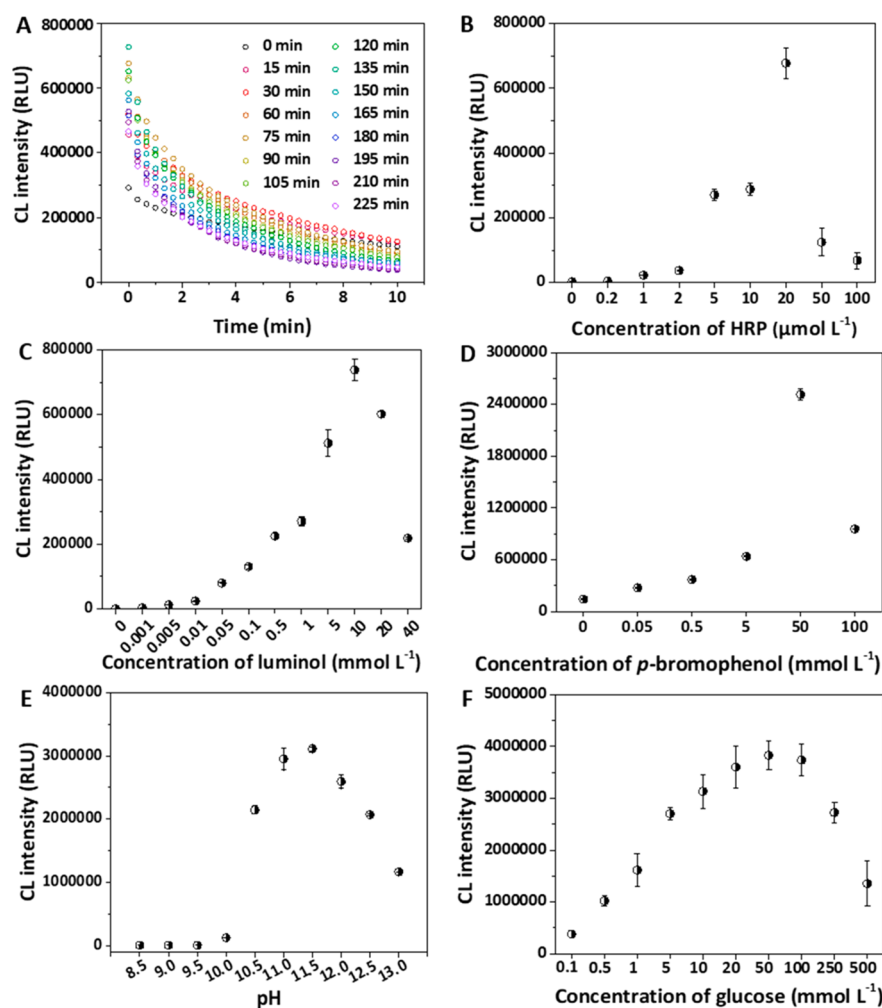 A
CL intensity (RLU)
800000
600000
400000
200000
0
0 min
15 min
30 min
60 min
75 min
90 min
105 min
120 min
135 min
150 min
165 min
180 min
195 min
210 min
225 min
0 2 4 6 8 10
Time (min)
B
CL intensity (RLU)
800000
600000
400000
200000
0
0 0.2 1 2 5 10 20 50 100
Concentration of HRP (μmol L⁻¹)
C
CL intensity (RLU)
800000
600000
400000
200000
0
0 0.001 0.005 0.01 0.05 0.1 0.5 1 5 10 20 40
Concentration of luminol (mmol L⁻¹)
D
CL intensity (RLU)
3000000
2400000
1800000
1200000
600000
0
0 0.05 0.5 5 50 100
Concentration of p-bromophenol (mmol L⁻¹)
E
CL intensity (RLU)
4000000
3000000
2000000
1000000
0
8.5 9.0 9.5 10.0 10.5 11.0 11.5 12.0 12.5 13.0
pH
F
CL intensity (RLU)
5000000
4000000
3000000
2000000
1000000
0
0.1 0.5 1 5 10 20 50 100 250 500
Concentration of glucose (mmol L⁻¹)